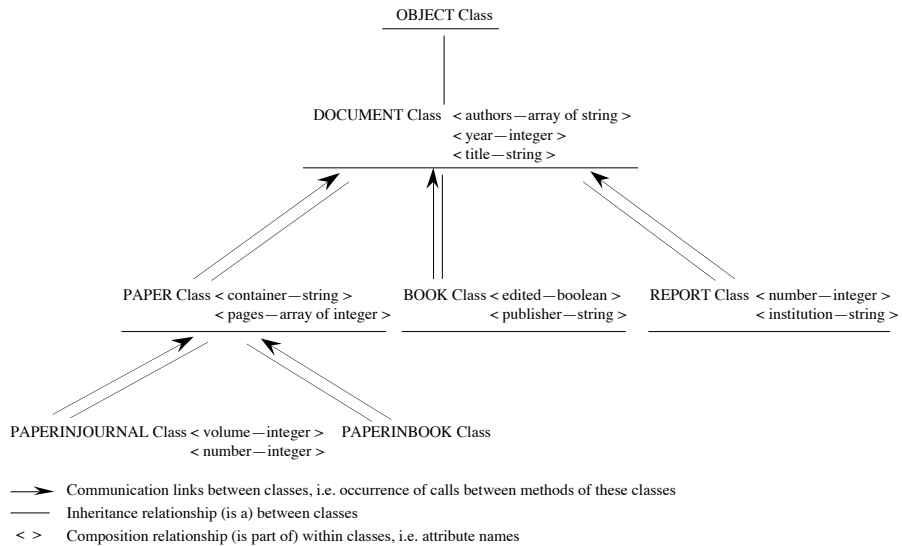 OBJECT Class
DOCUMENT Class < authors—array of string >
< year—integer >
< title—string >
PAPER Class < container—string >
< pages—array of integer >
BOOK Class < edited—boolean >
< publisher—string >
REPORT Class < number—integer >
< institution—string >
PAPERINJOURNAL Class < volume—integer >
< number—integer >
PAPERINBOOK Class
Communication links between classes, i.e. occurrence of calls between methods of these classes
Inheritance relationship (is a) between classes
< > Composition relationship (is part of) within classes, i.e. attribute names